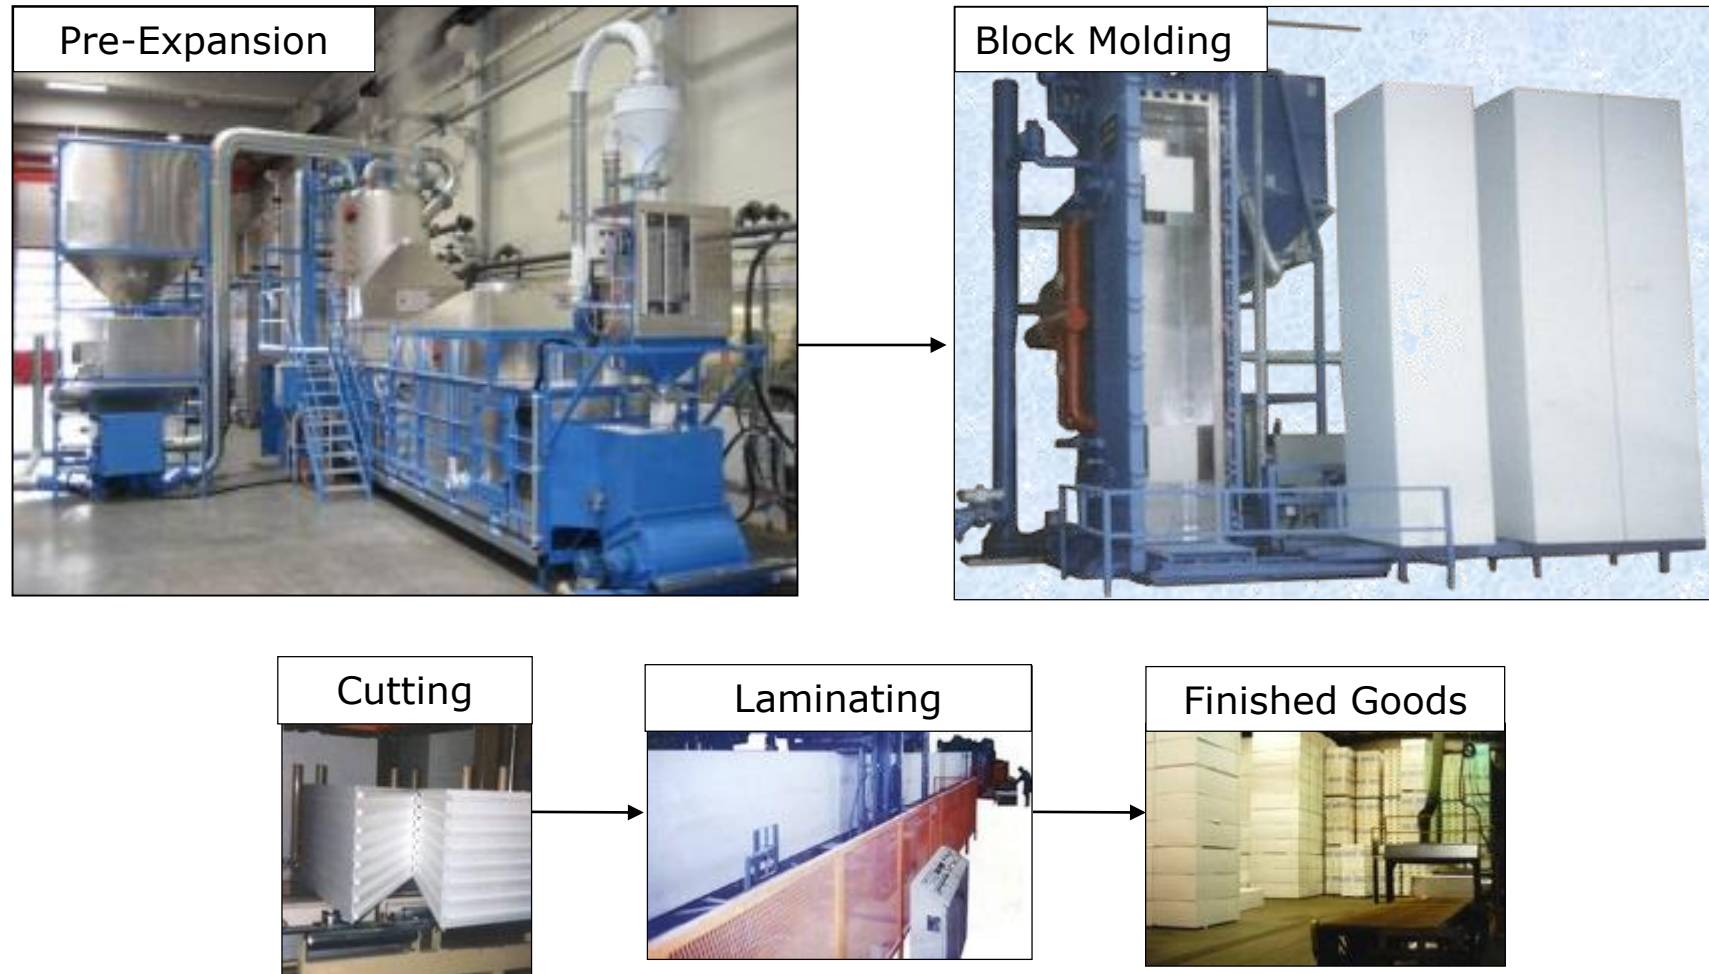 Pre-Expansion
Block Molding
Cutting
Laminating
Finished Goods